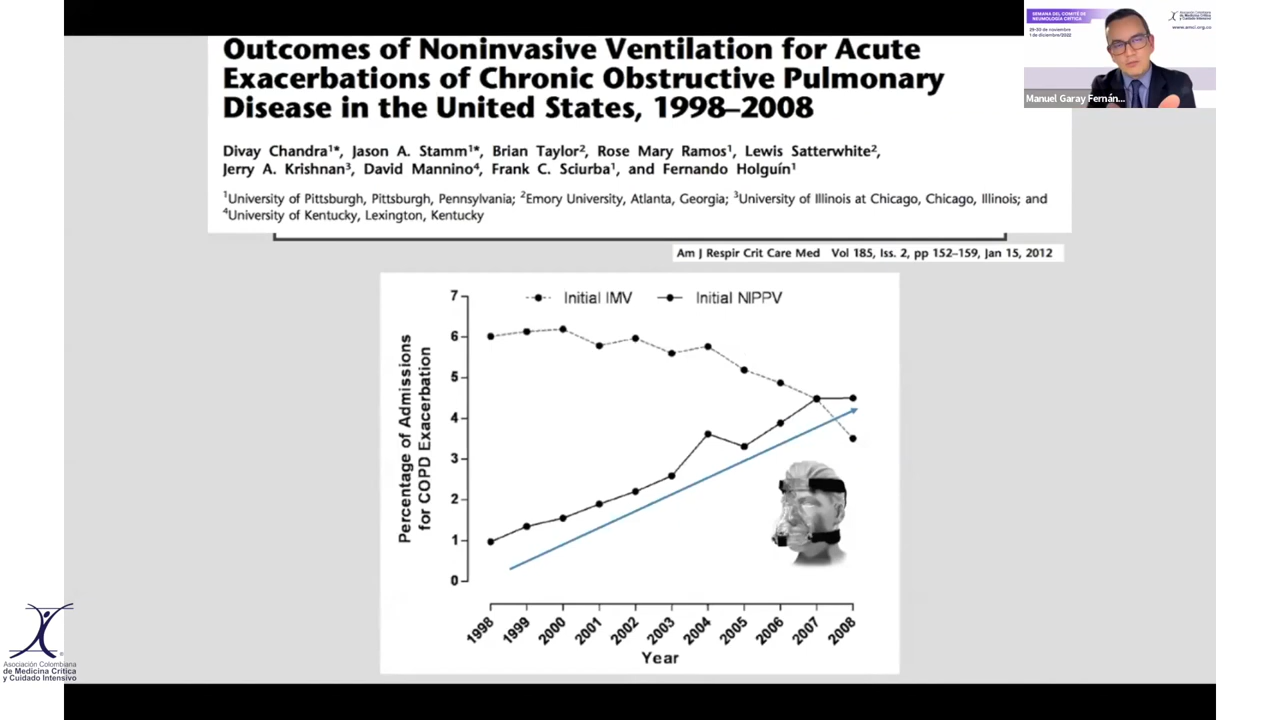 Outcomes of Noninvasive Ventilation for Acute
Exacerbations of Chronic Obstructive Pulmonary
Disease in the United States, 1998–2008
Divay Chandra¹*, Jason A. Stamm¹*, Brian Taylor², Rose Mary Ramos¹, Lewis Satterwhite²,
Jerry A. Krishnan³, David Mannino⁴, Frank C. Sciurba¹, and Fernando Holguín¹
¹University of Pittsburgh, Pittsburgh, Pennsylvania; ²Emory University, Atlanta, Georgia; ³University of Illinois at Chicago, Chicago, Illinois; and
⁴University of Kentucky, Lexington, Kentucky
Am J Respir Crit Care Med Vol 185, Iss. 2, pp 152–159, Jan 15, 2012
Initial IMV
Initial NIPPV
Percentage of Admissions
for COPD Exacerbation
7
6
5
4
3
2
1
0
1998
1999
2000
2001
2002
2003
2004
2005
2006
2007
2008
Year
SEMANA DEL COMITÉ DE
NEUMOLOGÍA CRÍTICA
1 de diciembre/2022
Asociación Colombiana
de Medicina Crítica
y Cuidado Intensivo
www.amci.org.co
Manuel Garay Fernán...
Asociación Colombiana
de Medicina Crítica
y Cuidado Intensivo